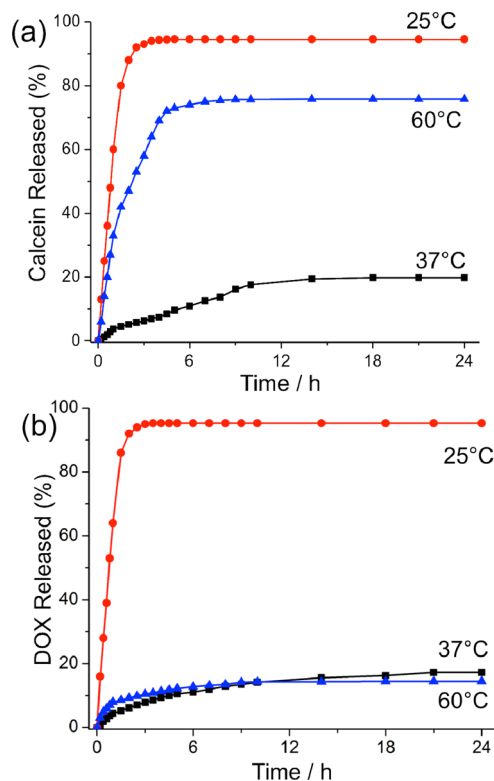 (a)
Calcein Released (%)
100
80
60
40
20
0
25°C
60°C
37°C
0 6 12 18 24
Time / h
(b)
DOX Released (%)
100
80
60
40
20
0
25°C
37°C
60°C
0 6 12 18 24
Time / h